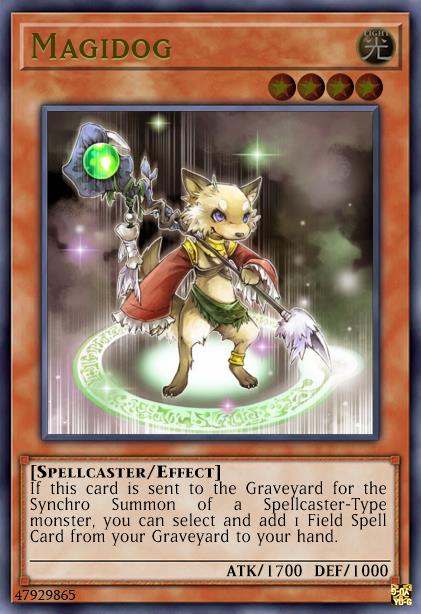 MAGIDOG
LIGHT
光
[SPELLCASTER/EFFECT]
If this card is sent to the Graveyard for the
Synchro Summon of a Spellcaster-Type
monster, you can select and add 1 Field Spell
Card from your Graveyard to your hand.
ATK/1700 DEF/1000
47929865